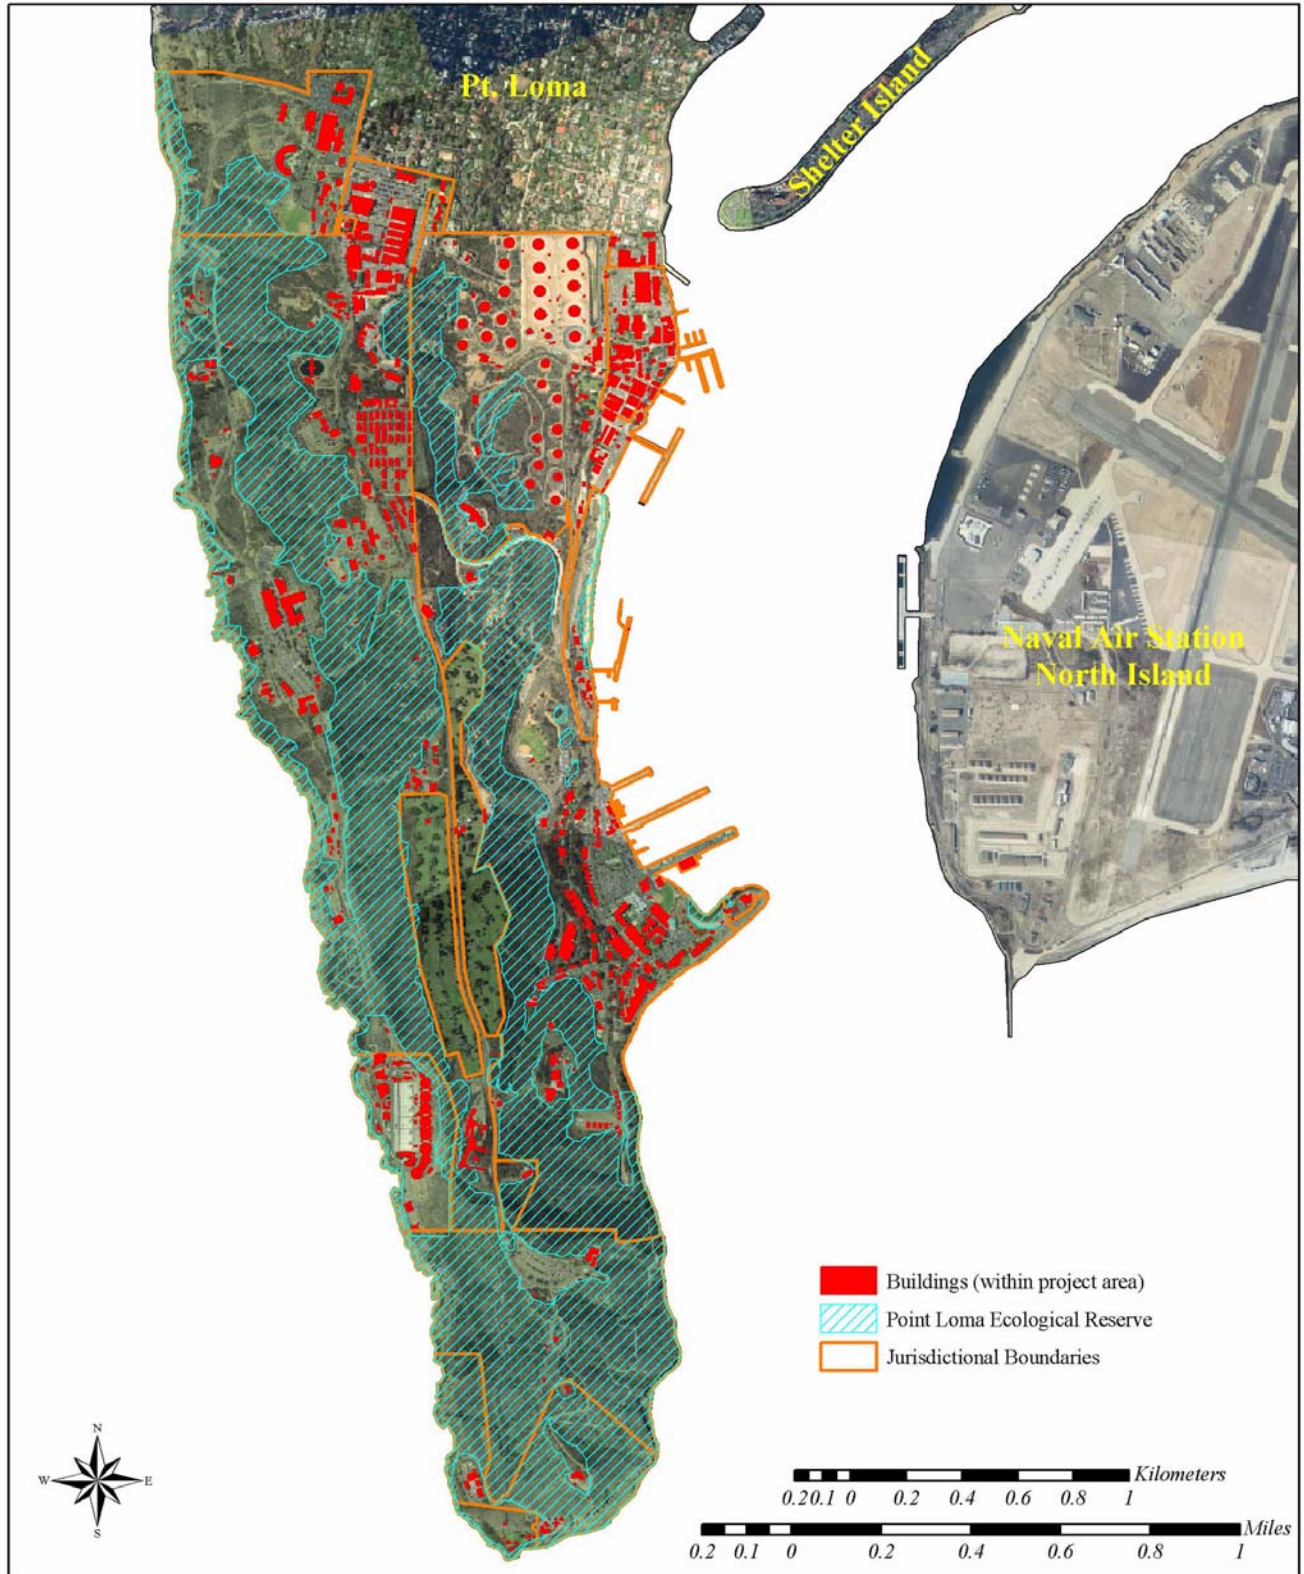 Pt. Loma
Shelter Island
Naval Air Station
North Island
Buildings (within project area)
Point Loma Ecological Reserve
Jurisdictional Boundaries
N
W E
S
Kilometers
0.2 0.1 0 0.2 0.4 0.6 0.8 1
Miles
0.2 0.1 0 0.2 0.4 0.6 0.8 1